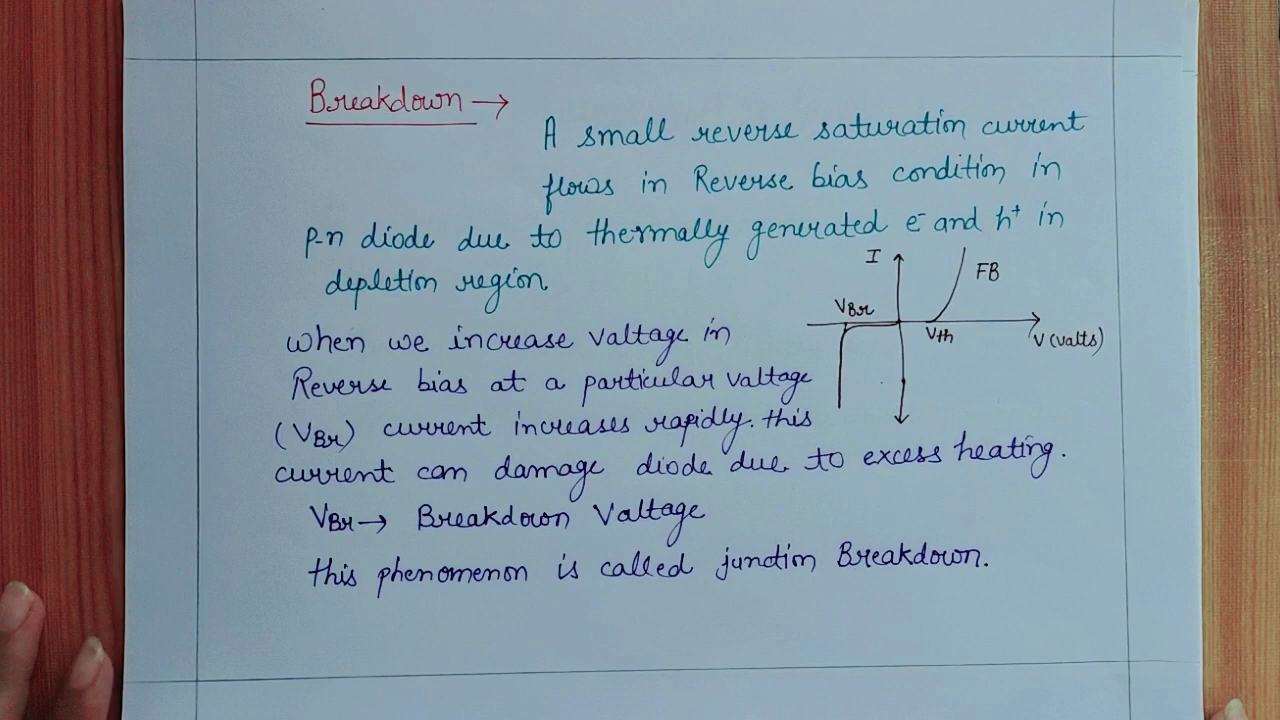 Breakdown →
A small reverse saturation current
flows in Reverse bias condition in
p-n diode due to thermally generated e⁻ and h⁺ in
depletion region.
I
FB
VBr
Vth
V (valts)
when we increase valtage in
Reverse bias at a particular valtage
(VBr) current increases rapidly. this
current can damage diode due to excess heating.
VBr → Breakdown Valtage
this phenomenon is called junction Breakdown.